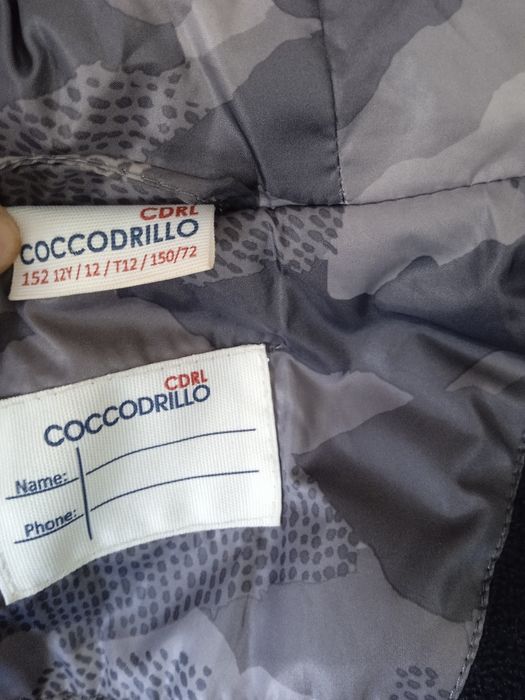 CDRL
COCCODRILLO
152 12Y / 12 / T12 / 150/72
CDRL
COCCODRILLO
Name:
Phone: